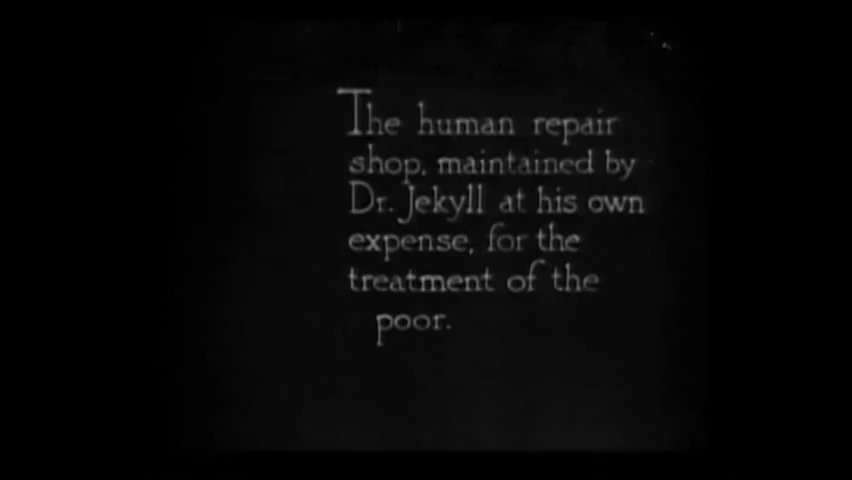 The human repair
shop, maintained by
Dr. Jekyll at his own
expense, for the
treatment of the
poor.